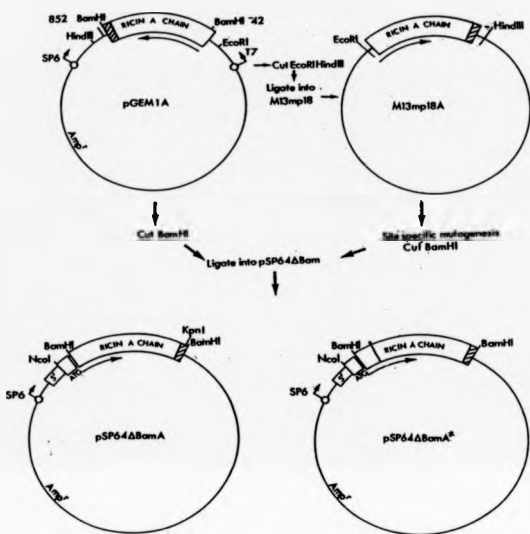 852 BamHI
BamHI -42
HindIII
RICIN A CHAIN
EcoRI
SP6
T7
pGEM1A
Amp r
Cut EcoRI HindIII
Ligate into
M13mp18
RICIN A CHAIN
HindIII
EcoRI
M13mp18A
Cut BamHI
Site specific mutagenesis
Cut BamHI
Ligate into pSP64ΔBam
KpnI
BamHI
RICIN A CHAIN
BamHI
NcoI
5'
ATG
SP6
pSP64ΔBamA
Amp r
BamHI
RICIN A CHAIN
BamHI
NcoI
5'
ATG
SP6
pSP64ΔBamA*
Amp r